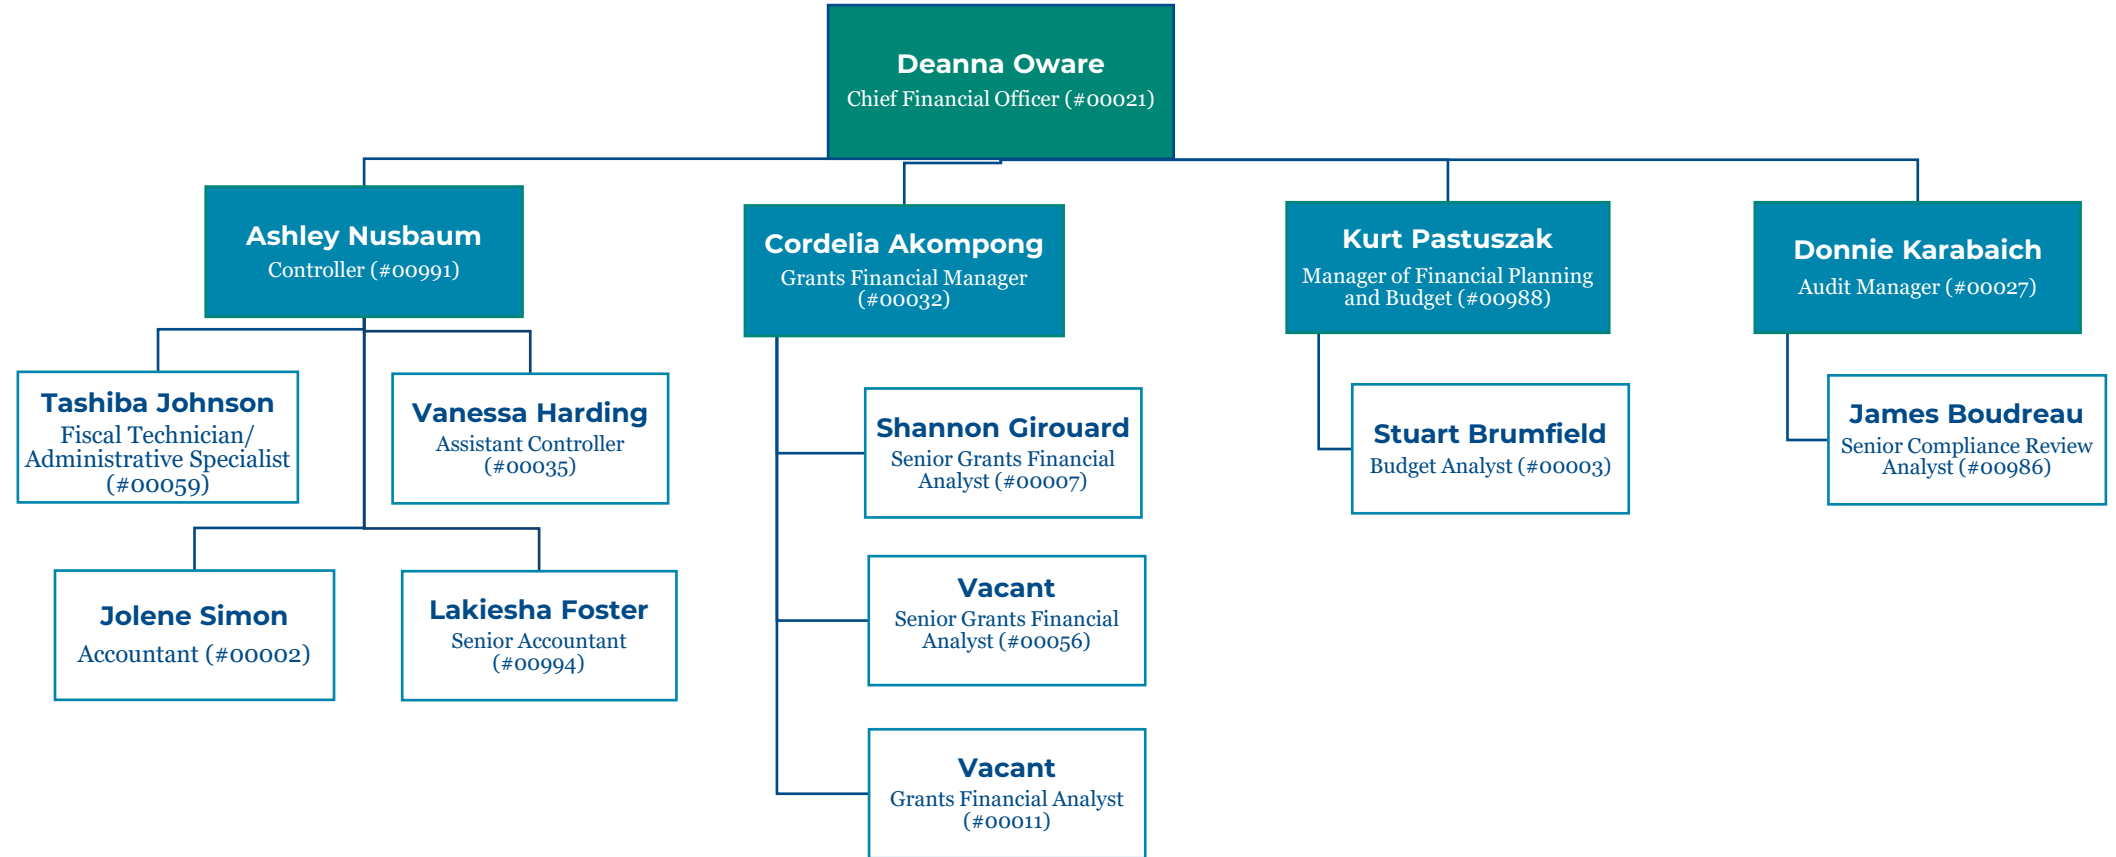 Deanna Oware
Chief Financial Officer (#00021)
Ashley Nusbaum
Controller (#00991)
Cordelia Akompong
Grants Financial Manager
(#00032)
Kurt Pastuszak
Manager of Financial Planning
and Budget (#00988)
Donnie Karabaich
Audit Manager (#00027)
Tashiba Johnson
Fiscal Technician/
Administrative Specialist
(#00059)
Vanessa Harding
Assistant Controller
(#00035)
Jolene Simon
Accountant (#00002)
Lakiesha Foster
Senior Accountant
(#00994)
Shannon Girouard
Senior Grants Financial
Analyst (#00007)
Vacant
Senior Grants Financial
Analyst (#00056)
Vacant
Grants Financial Analyst
(#00011)
Stuart Brumfield
Budget Analyst (#00003)
James Boudreau
Senior Compliance Review
Analyst (#00986)